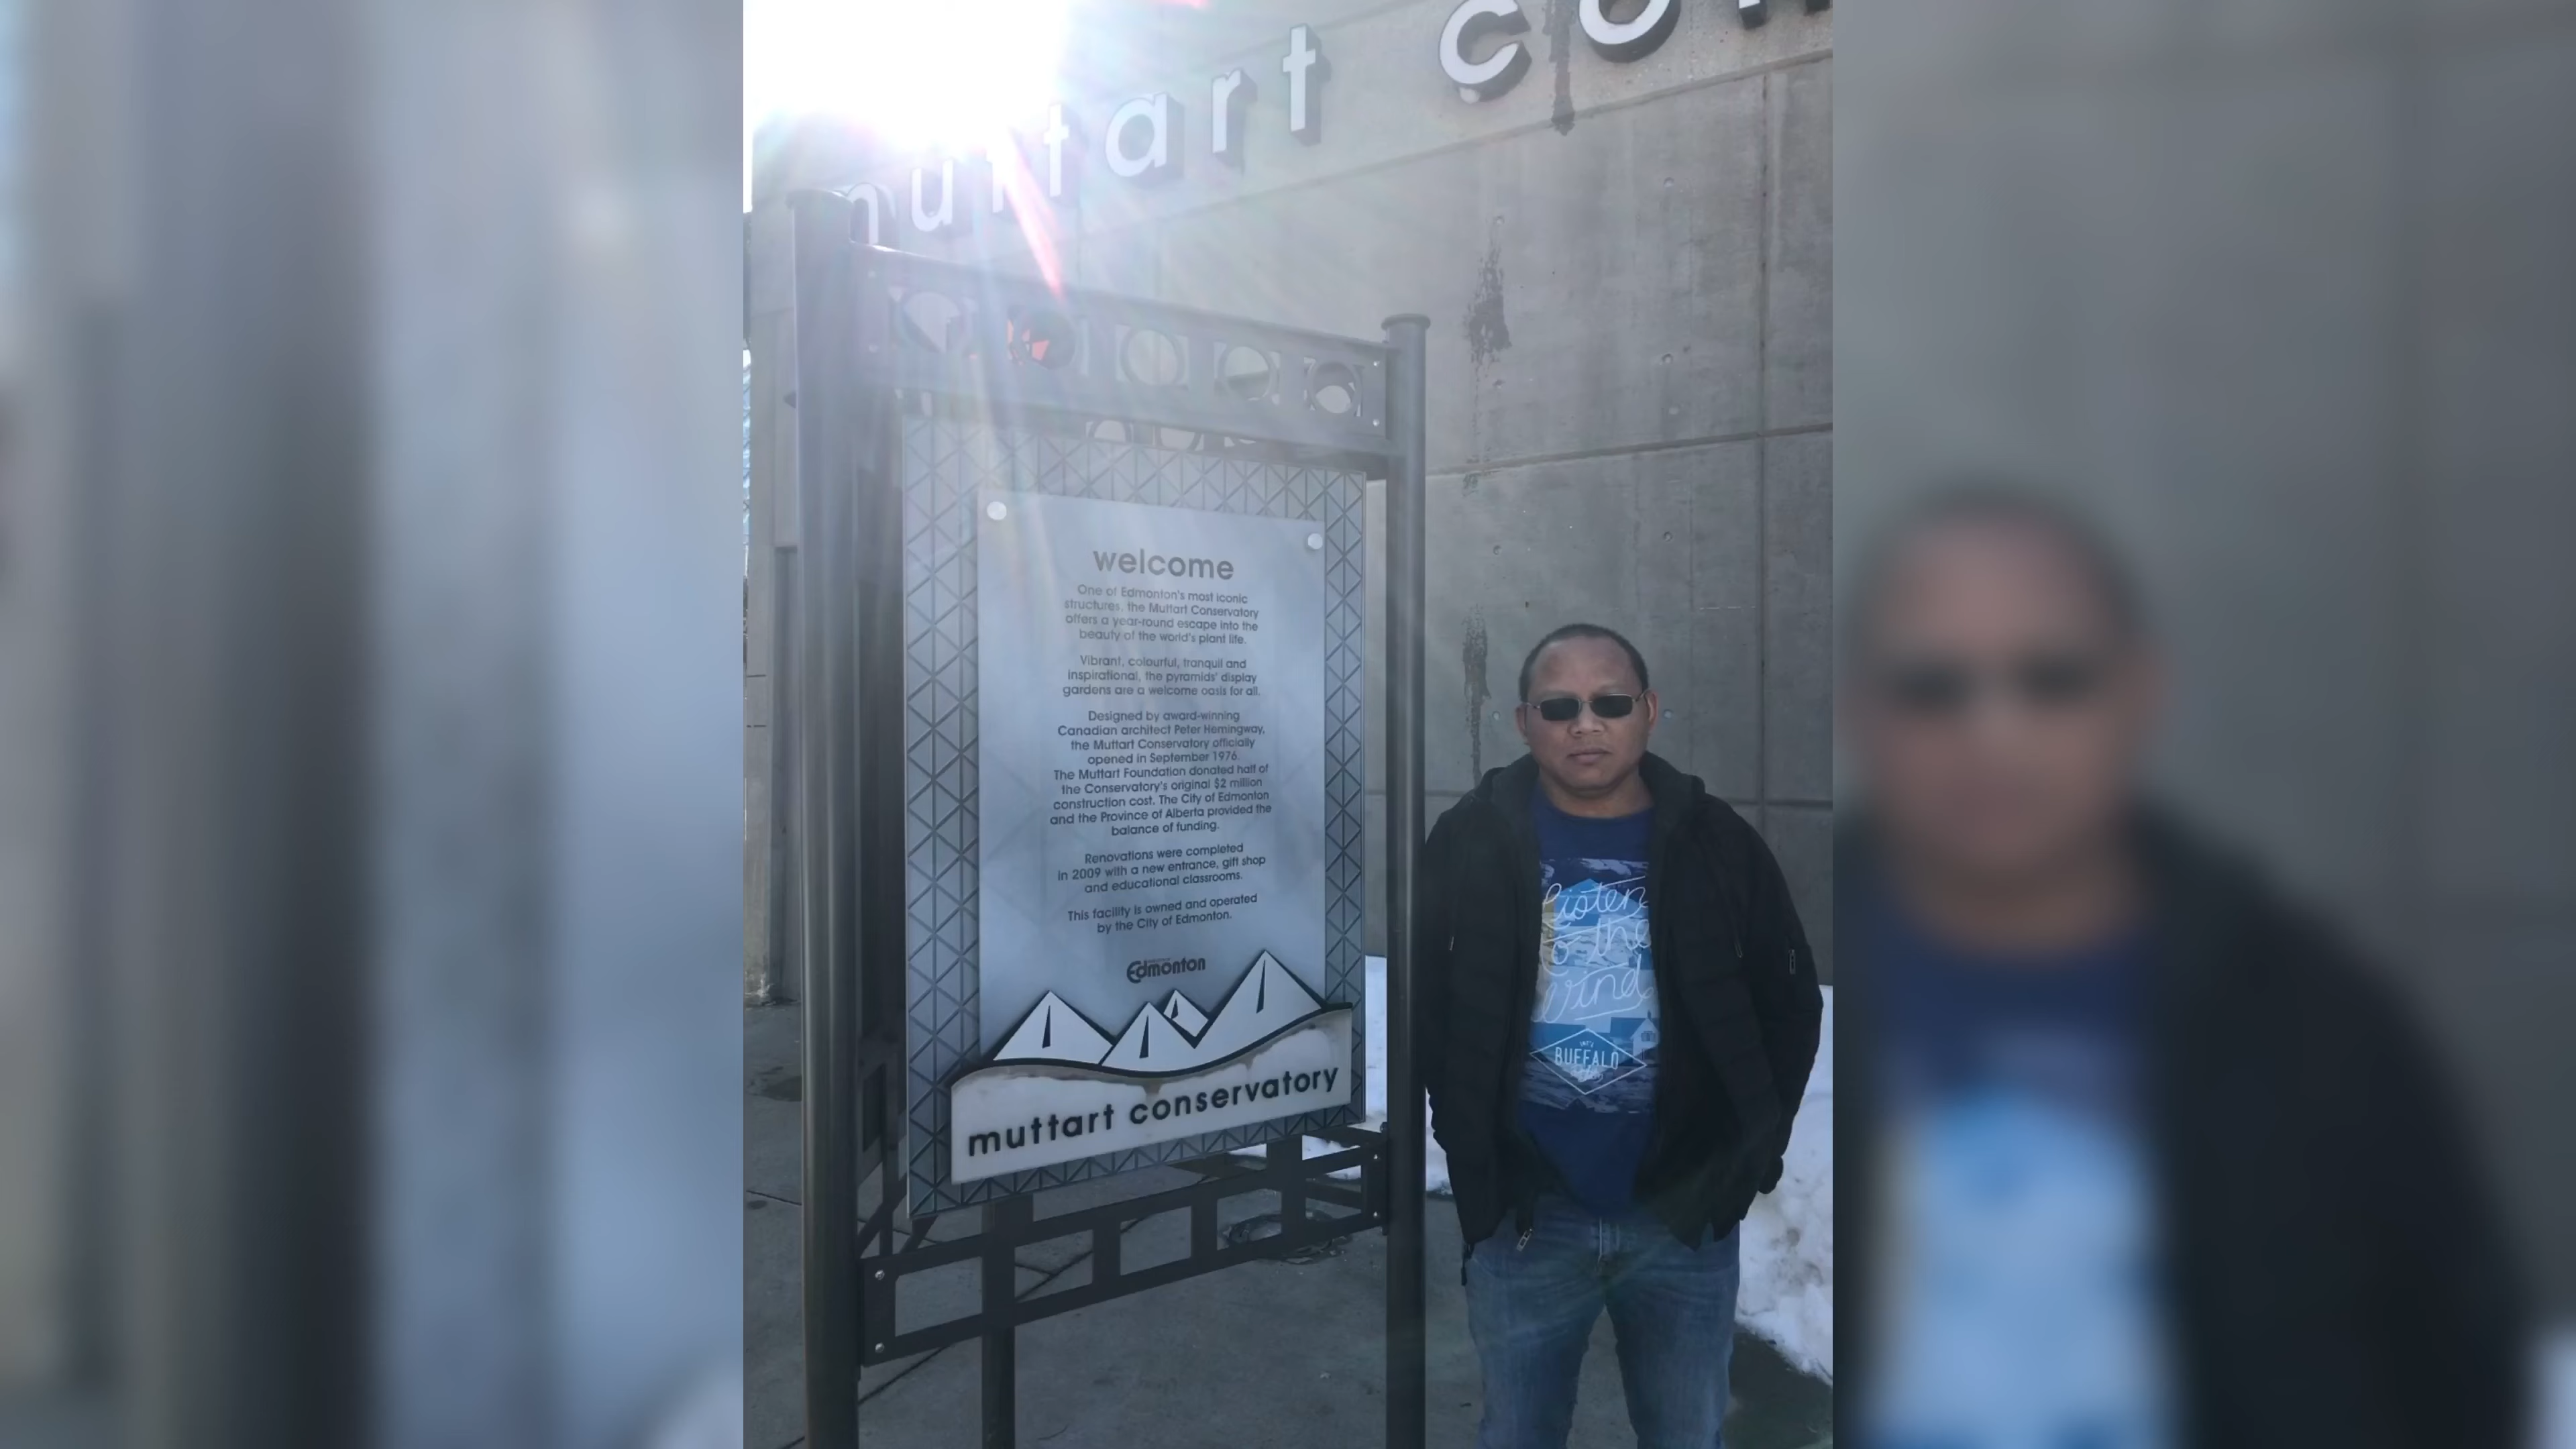 muttart co
welcome
One of Edmonton's most iconic
structures, the Muttart Conservatory
offers a year-round escape into the
beauty of the world's plant life.
Vibrant, colourful, tranquil and
inspirational, the pyramids' display
gardens are a welcome oasis for all.
Designed by award-winning
Canadian architect Peter Hemingway,
the Muttart Conservatory officially
opened in September 1976.
The Muttart Foundation donated half of
the Conservatory's original $2 million
construction cost. The City of Edmonton
and the Province of Alberta provided the
balance of funding.
Renovations were completed
in 2009 with a new entrance, gift shop
and educational classrooms.
This facility is owned and operated
by the City of Edmonton.
Edmonton
muttart conservatory
Listen
to the
Wind
BUFFALO